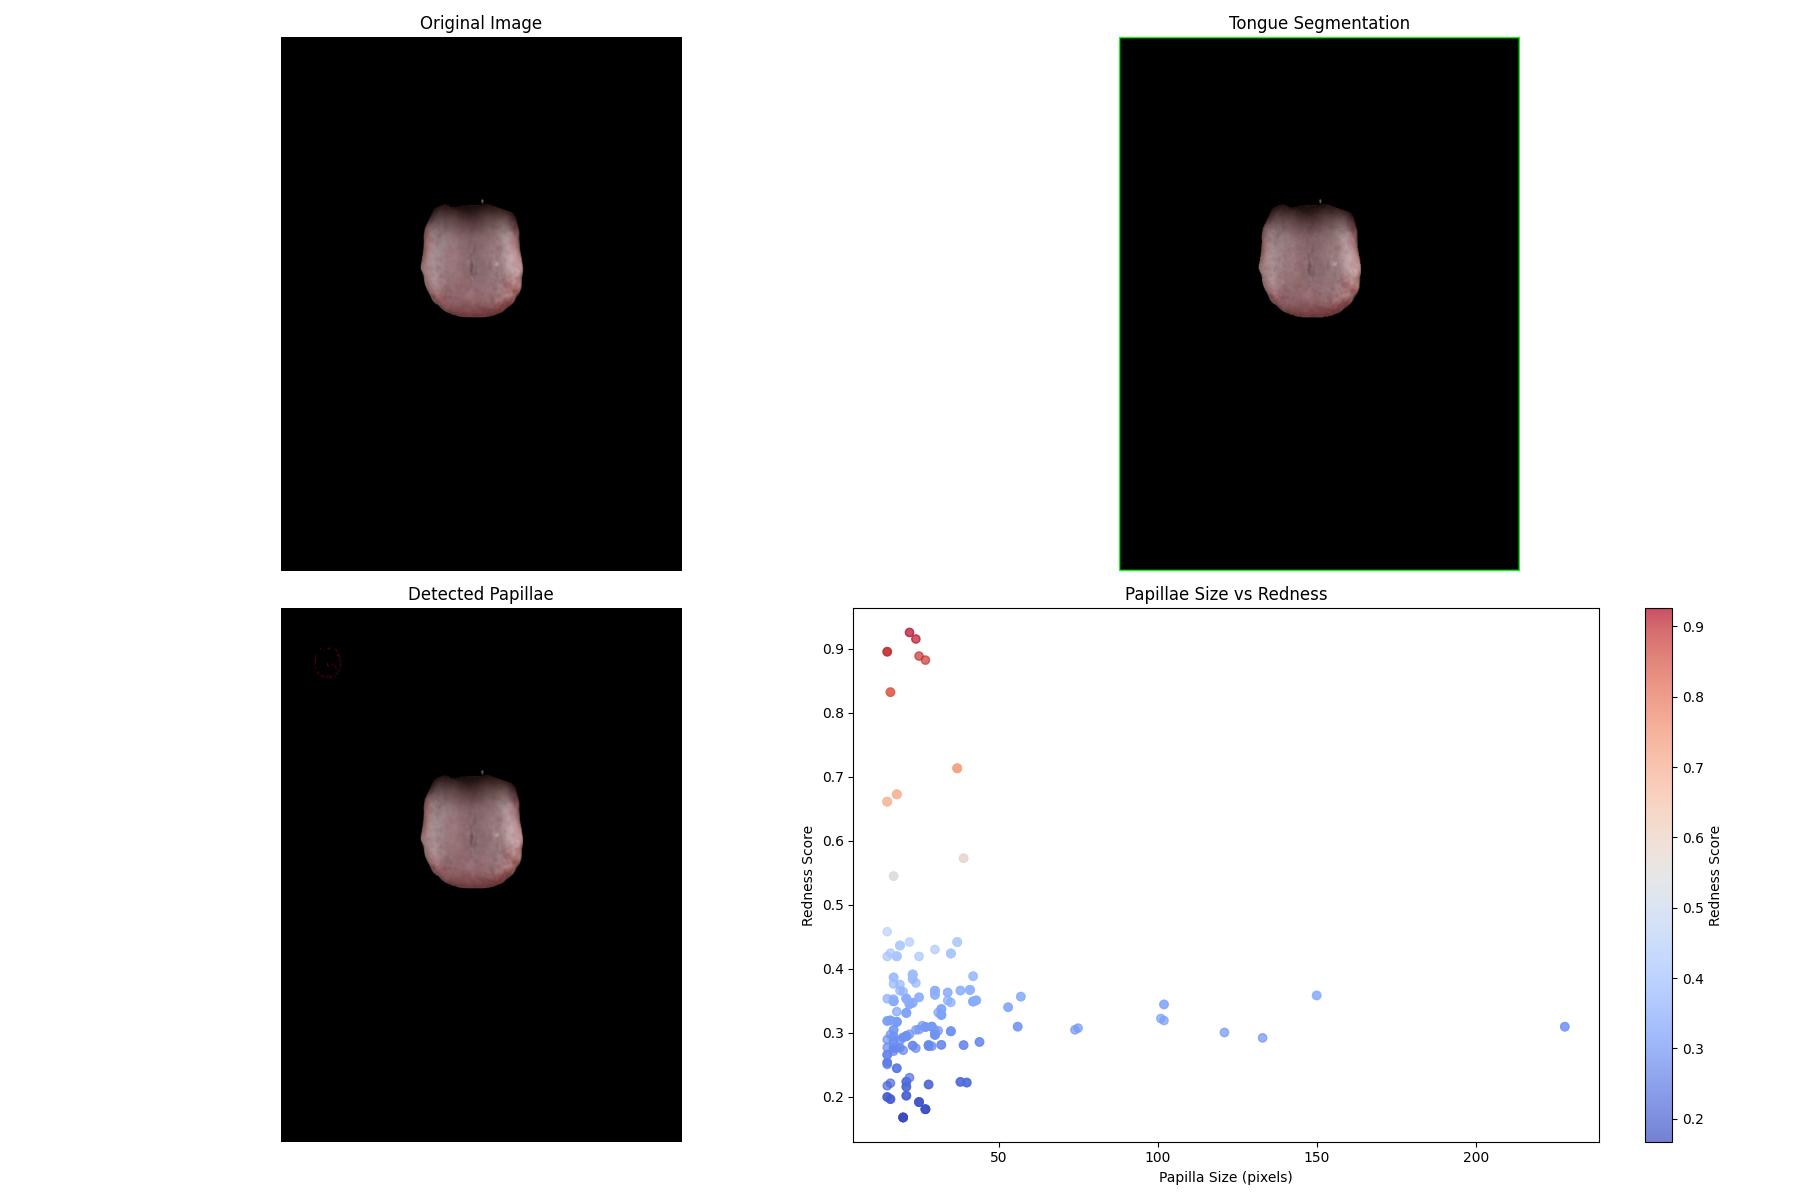 Original Image
Tongue Segmentation
Detected Papillae
Papillae Size vs Redness
Redness Score
0.9
0.8
0.7
0.6
0.5
0.4
0.3
0.2
50
100
150
200
Papilla Size (pixels)
0.9
0.8
0.7
0.6
0.5
0.4
0.3
0.2
Redness Score